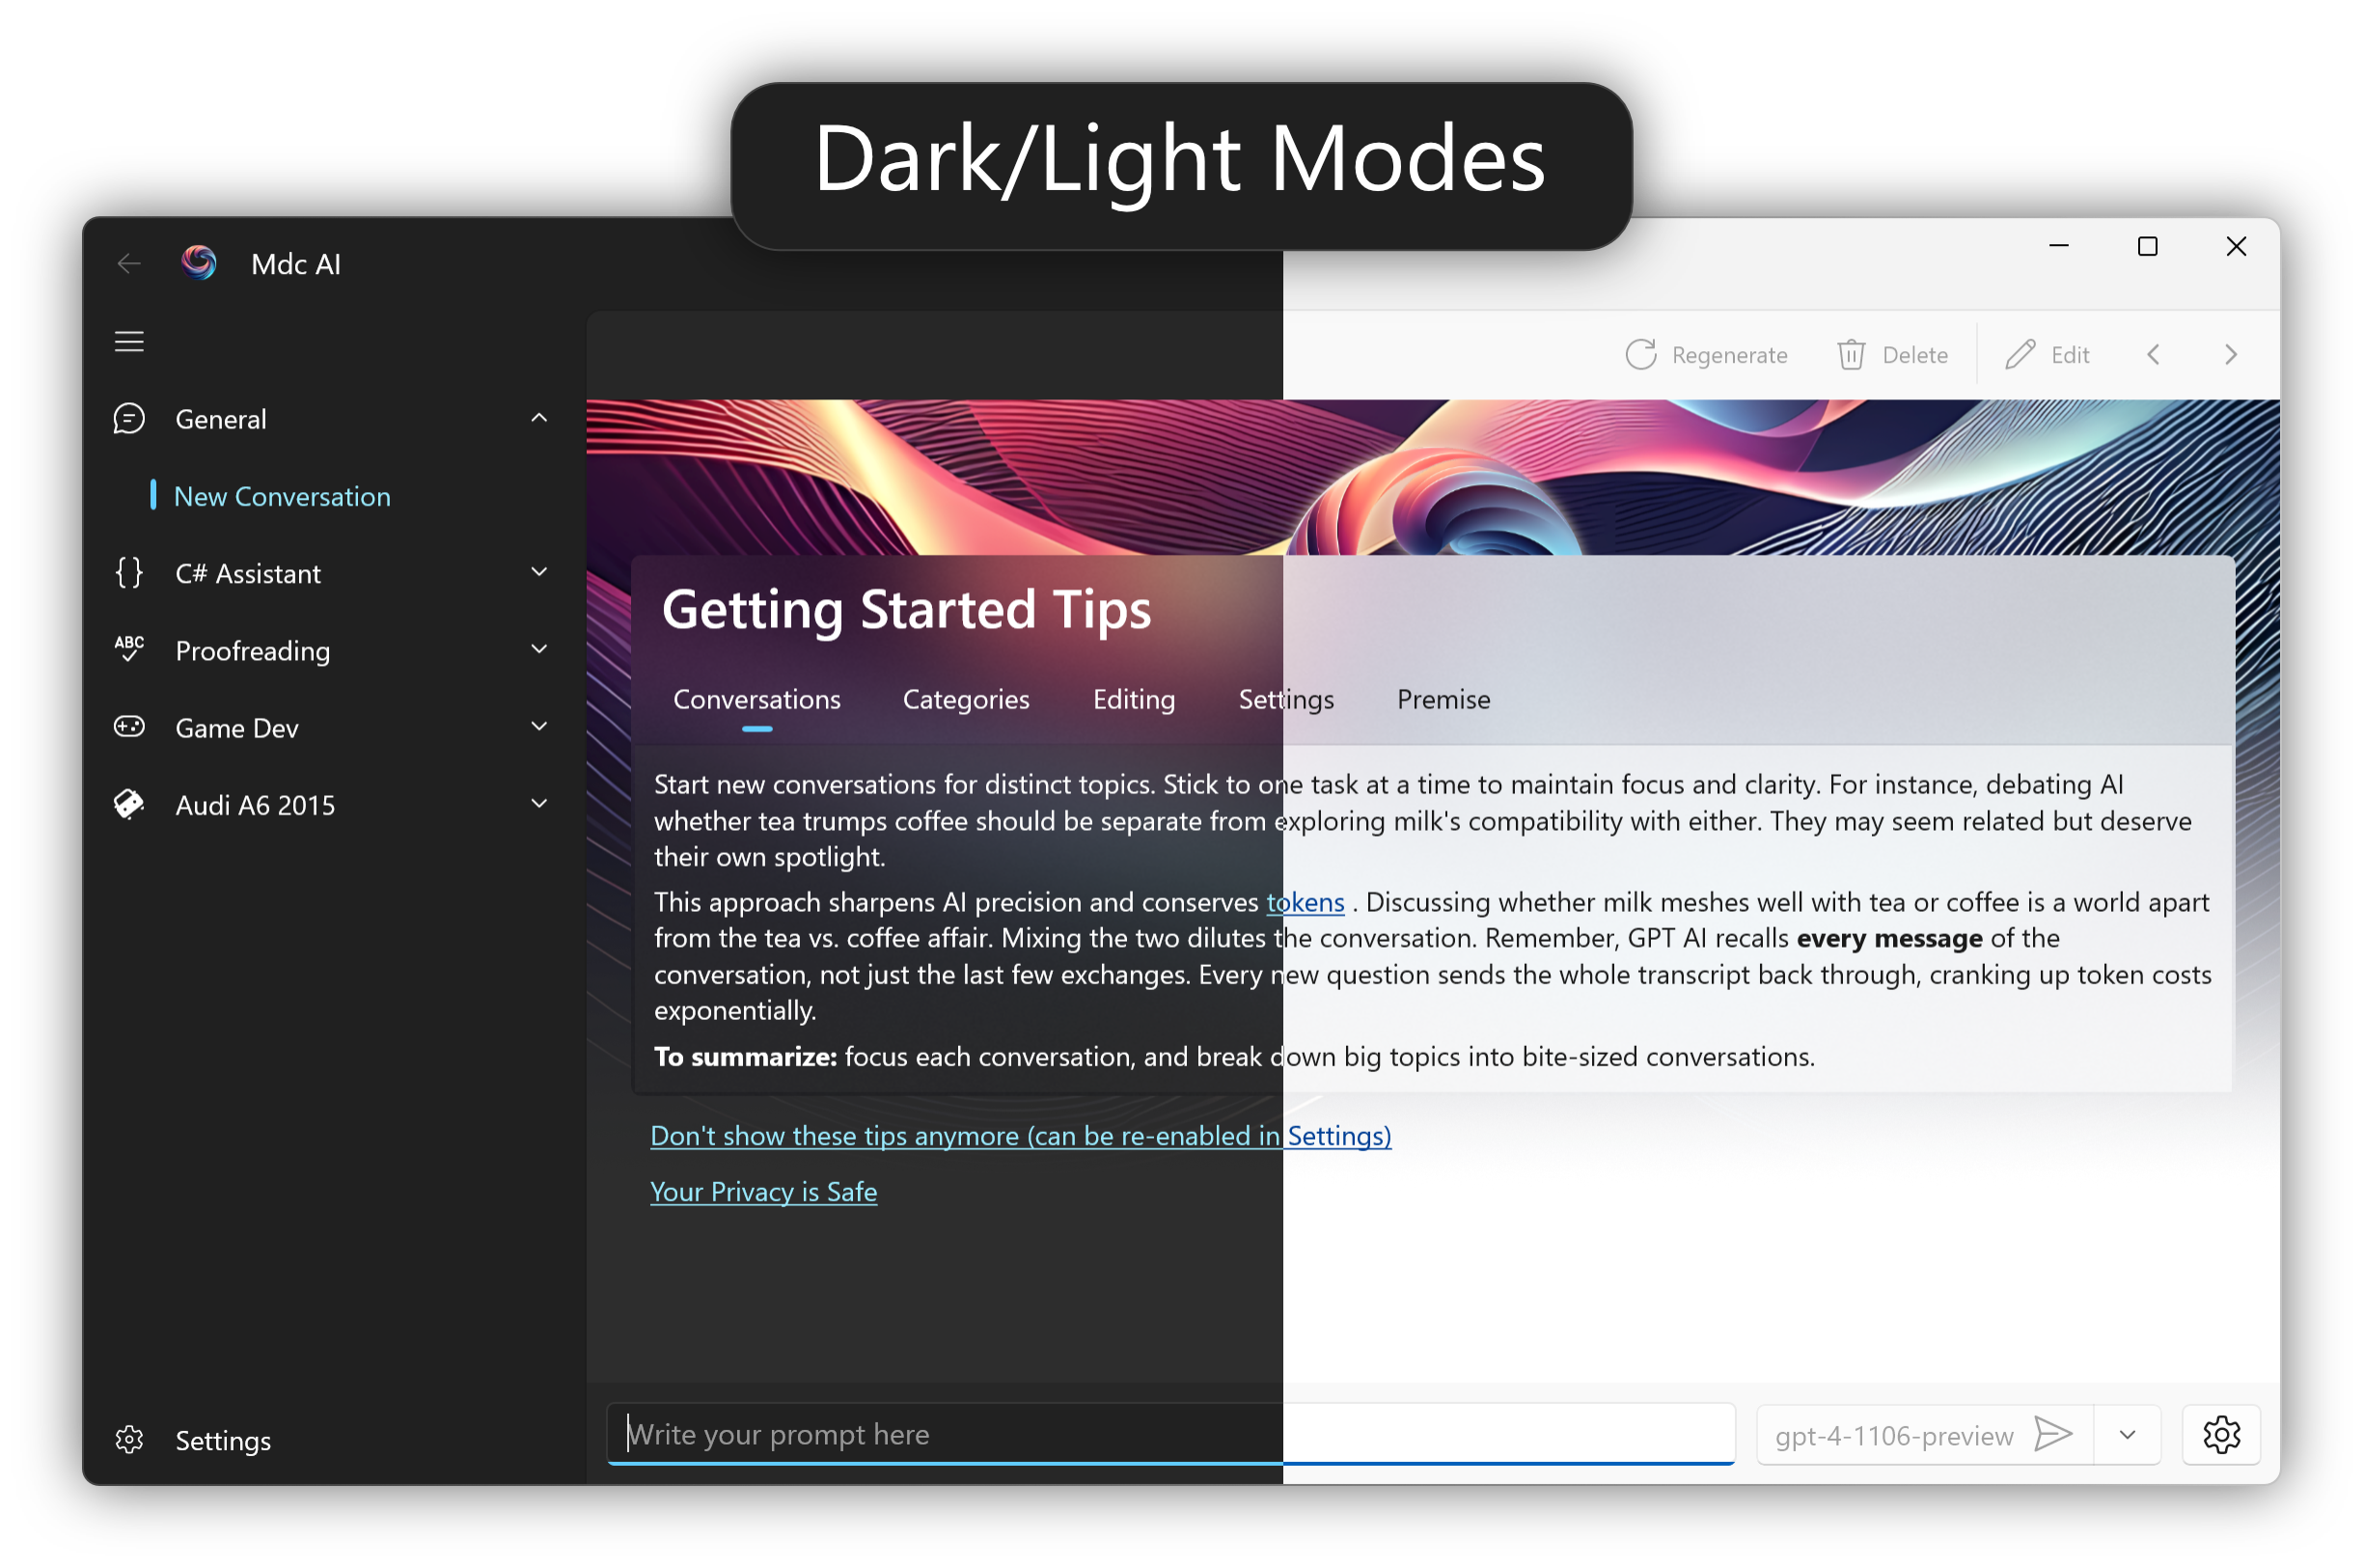 Dark/Light Modes
Mdc AI
Regenerate
Delete
Edit
General
New Conversation
C# Assistant
ABC
Proofreading
Game Dev
Audi A6 2015
Getting Started Tips
Conversations
Categories
Editing
Settings
Premise
Start new conversations for distinct topics. Stick to one task at a time to maintain focus and clarity. For instance, debating AI
whether tea trumps coffee should be separate from exploring milk's compatibility with either. They may seem related but deserve
their own spotlight.
This approach sharpens AI precision and conserves tokens . Discussing whether milk meshes well with tea or coffee is a world apart
from the tea vs. coffee affair. Mixing the two dilutes the conversation. Remember, GPT AI recalls every message of the
conversation, not just the last few exchanges. Every new question sends the whole transcript back through, cranking up token costs
exponentially.
To summarize: focus each conversation, and break down big topics into bite-sized conversations.
Don't show these tips anymore (can be re-enabled in Settings)
Your Privacy is Safe
Settings
Write your prompt here
gpt-4-1106-preview